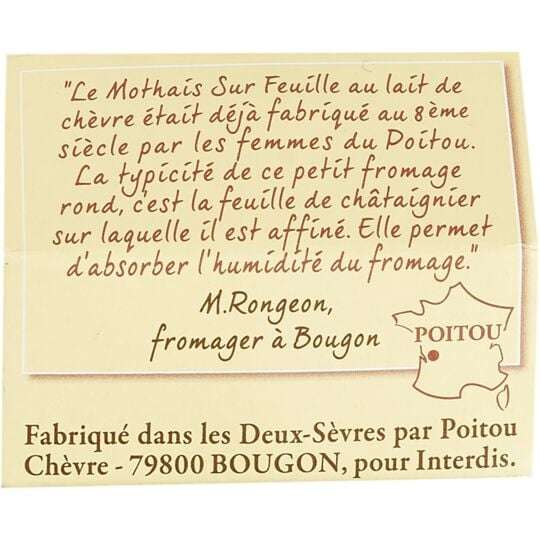 "Le Mothais Sur Feuille au lait de
chèvre était déjà fabriqué au 8ème
siècle par les femmes du Poitou.
La typicité de ce petit fromage
rond, c'est la feuille de châtaignier
sur laquelle il est affiné. Elle permet
d'absorber l'humidité du fromage."
M.Rongeon,
fromager à Bougon
POITOU
Fabriqué dans les Deux-Sèvres par Poitou
Chèvre - 79800 BOUGON, pour Interdis.